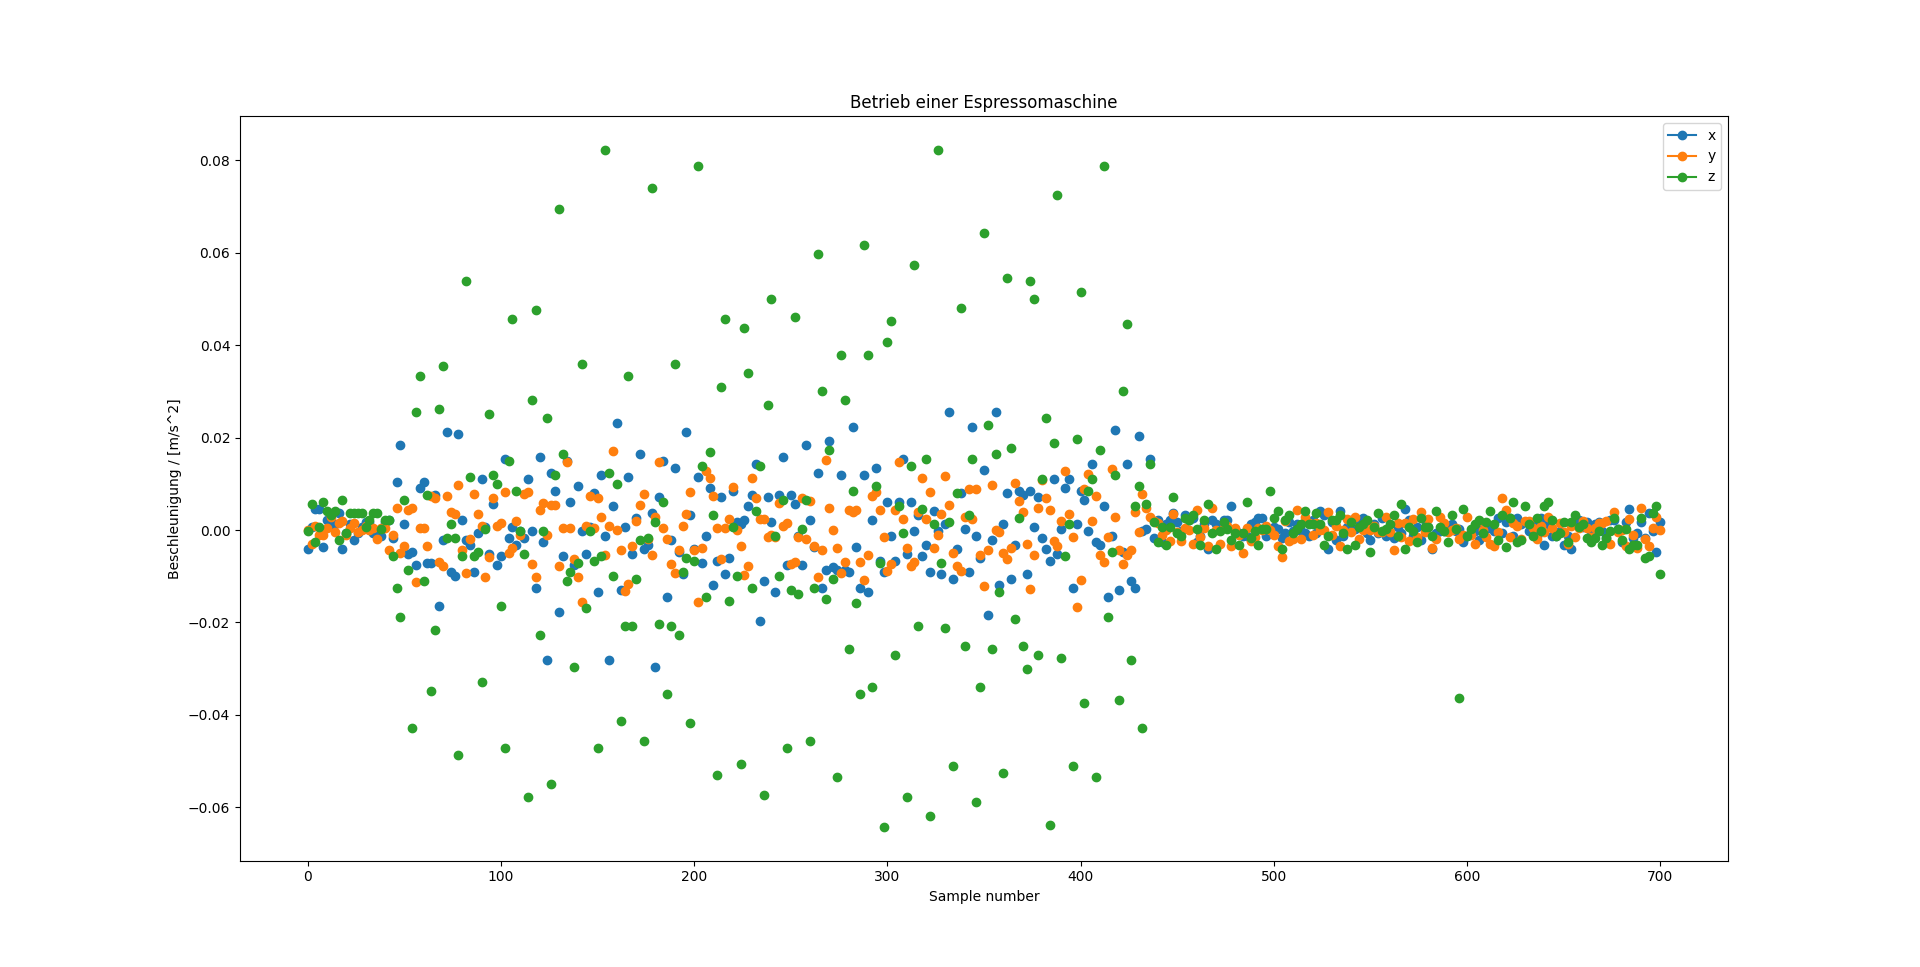 Betrieb einer Espressomaschine
x
y
z
Beschleunigung / [m/s^2]
0.08
0.06
0.04
0.02
0.00
−0.02
−0.04
−0.06
0 100 200 300 400 500 600 700
Sample number